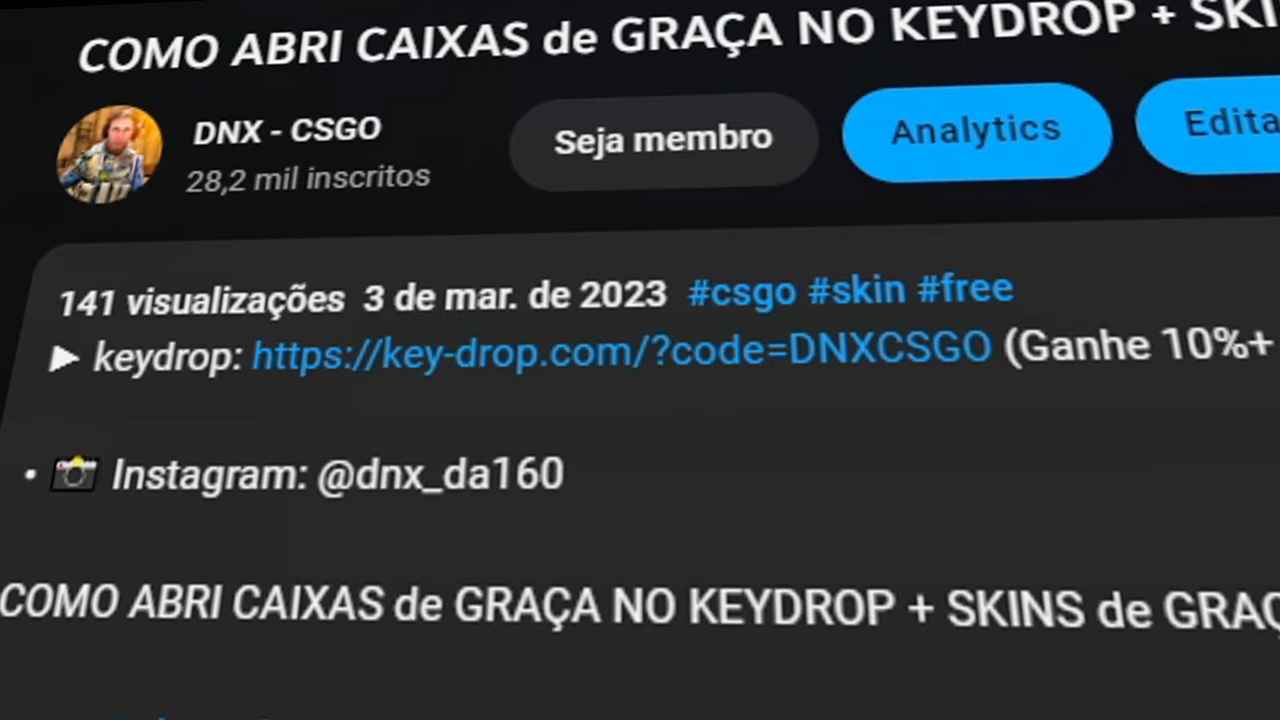 COMO ABRI CAIXAS de GRAÇA NO KEYDROP + SKI
DNX - CSGO
28,2 mil inscritos
Seja membro
Analytics
Edita
141 visualizações 3 de mar. de 2023 #csgo #skin #free
► keydrop: https://key-drop.com/?code=DNXCSGO (Ganhe 10%+
• 📸 Instagram: @dnx_da160
COMO ABRI CAIXAS de GRAÇA NO KEYDROP + SKINS de GRAÇ